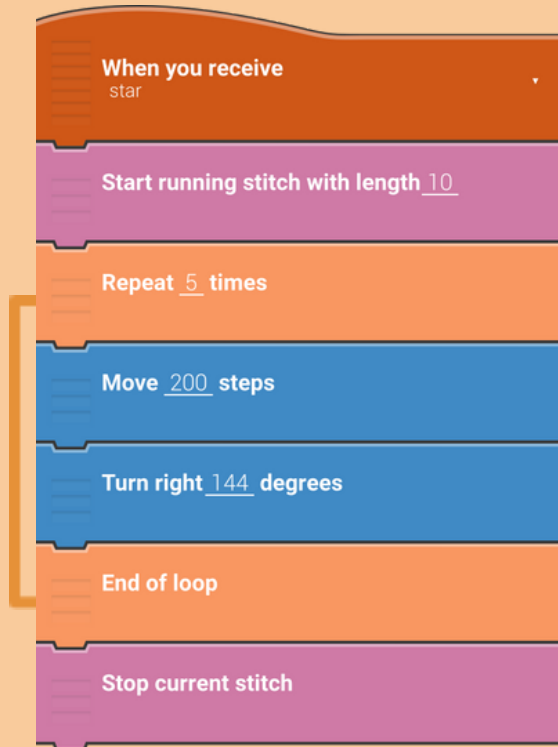 When you receive
star
Start running stitch with length 10
Repeat 5 times
Move 200 steps
Turn right 144 degrees
End of loop
Stop current stitch